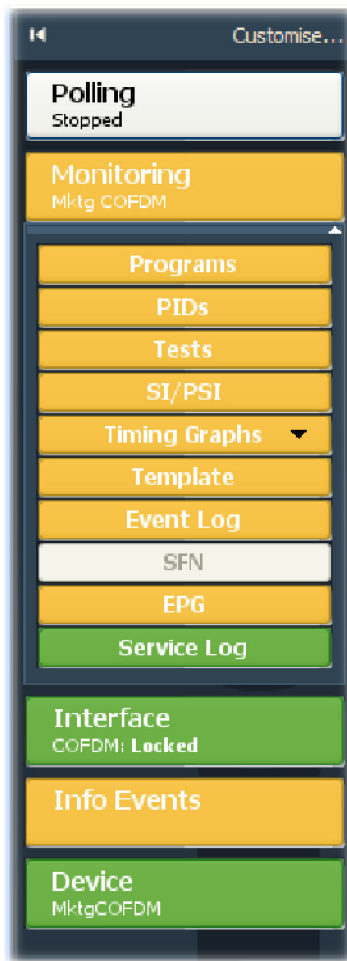 Customise...
Polling
Stopped
Monitoring
Mktg COFDM
Programs
PIDs
Tests
SI/PSI
Timing Graphs
Template
Event Log
SFN
EPG
Service Log
Interface
COFDM: Locked
Info Events
Device
MktgCOFDM